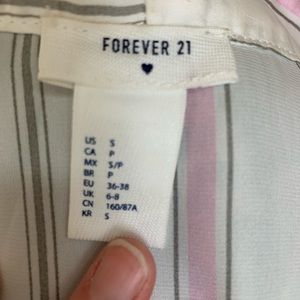 FOREVER 21
US S
CA P
MX S/P
BR P
EU 36-38
UK 6-8
CN 160/87A
KR S